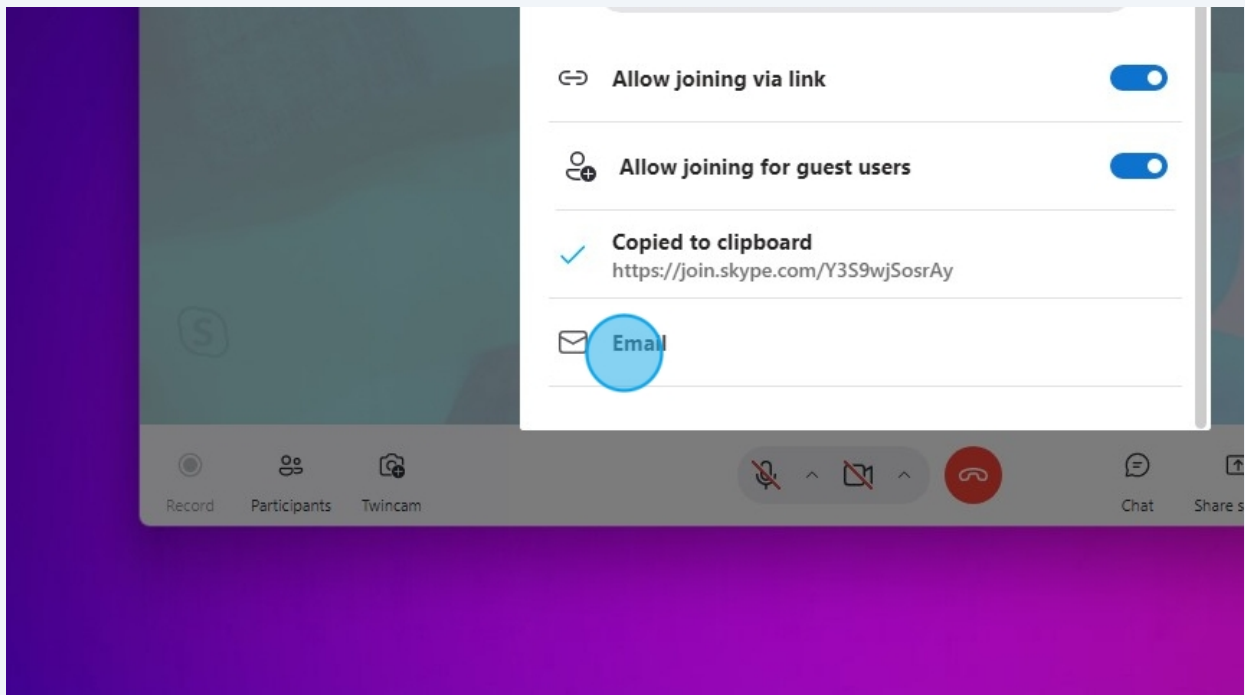 Allow joining via link
Allow joining for guest users
Copied to clipboard
https://join.skype.com/Y3S9wjSosrAy
Email
Record Participants Twincam Chat Share s